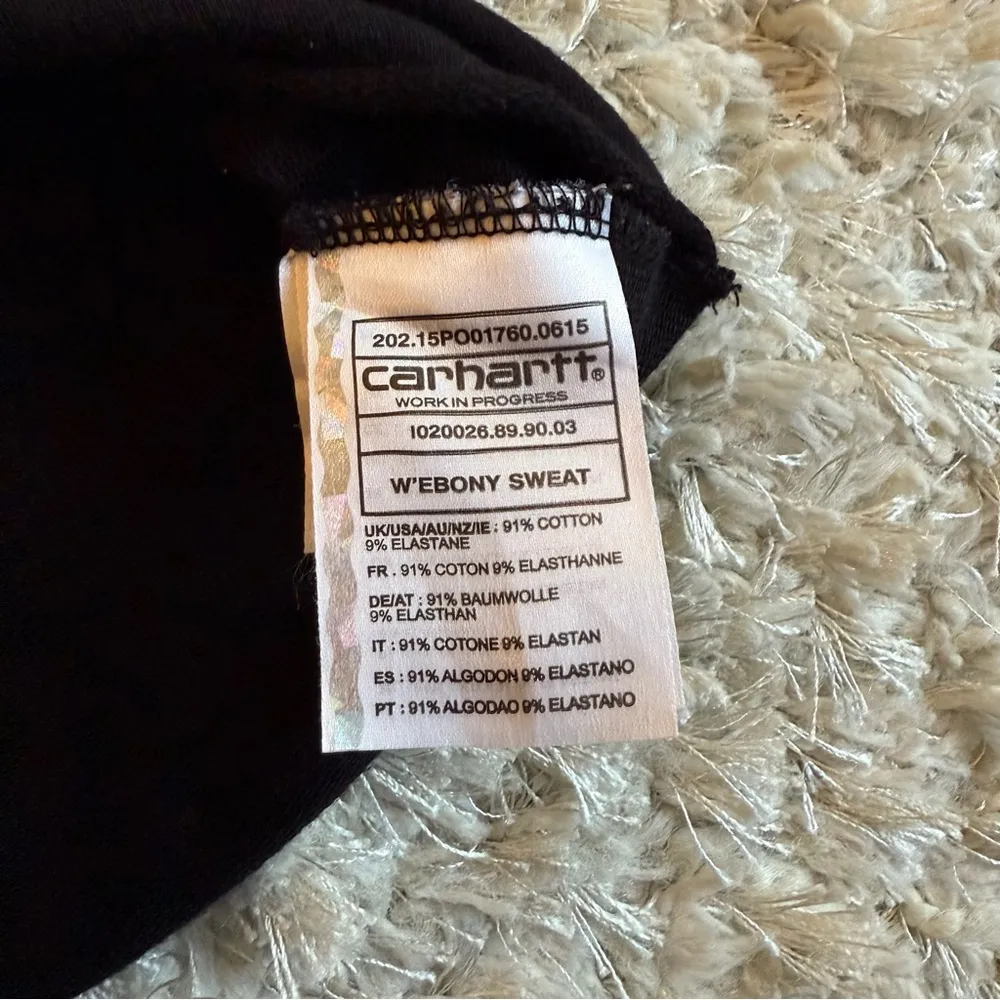 202.15PO01760.0615
carhartt®
WORK IN PROGRESS
I020026.89.90.03
W'EBONY SWEAT
UK/USA/AU/NZ/IE : 91% COTTON
9% ELASTANE
FR . 91% COTON 9% ELASTHANNE
DE/AT : 91% BAUMWOLLE
9% ELASTHAN
IT : 91% COTONE 9% ELASTAN
ES : 91% ALGODON 9% ELASTANO
PT : 91% ALGODAO 9% ELASTANO